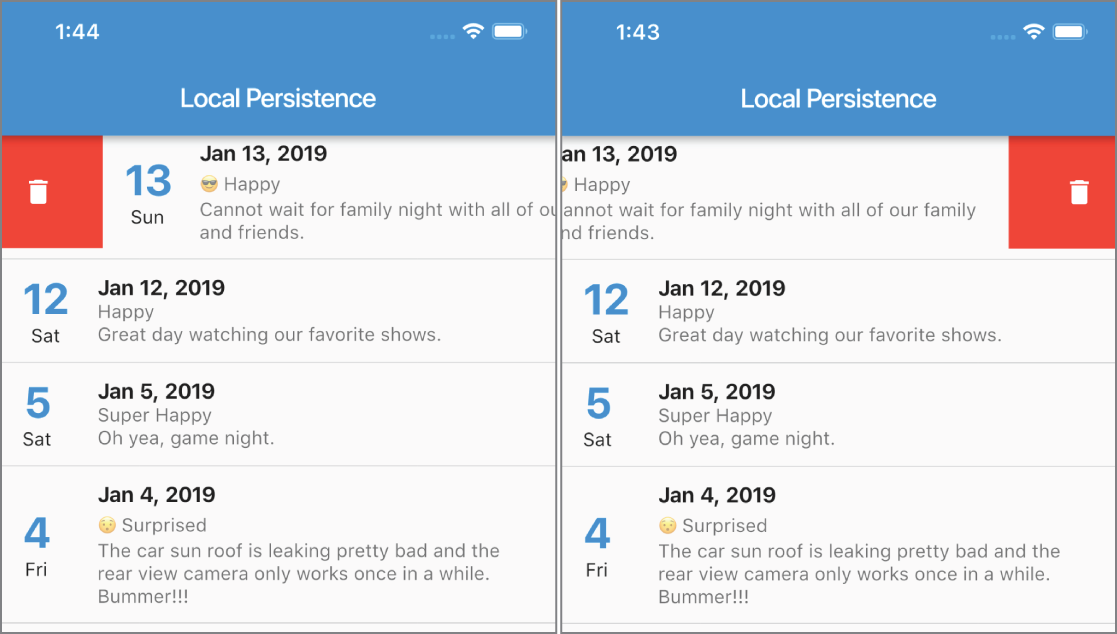 1:44
Local Persistence
13
Sun
Jan 13, 2019
😎 Happy
Cannot wait for family night with all of ou
and friends.
12
Sat
Jan 12, 2019
Happy
Great day watching our favorite shows.
5
Sat
Jan 5, 2019
Super Happy
Oh yea, game night.
4
Fri
Jan 4, 2019
😳 Surprised
The car sun roof is leaking pretty bad and the
rear view camera only works once in a while.
Bummer!!!
1:43
Local Persistence
an 13, 2019
Happy
annot wait for family night with all of our family
nd friends.
12
Sat
Jan 12, 2019
Happy
Great day watching our favorite shows.
5
Sat
Jan 5, 2019
Super Happy
Oh yea, game night.
4
Fri
Jan 4, 2019
😳 Surprised
The car sun roof is leaking pretty bad and the
rear view camera only works once in a while.
Bummer!!!